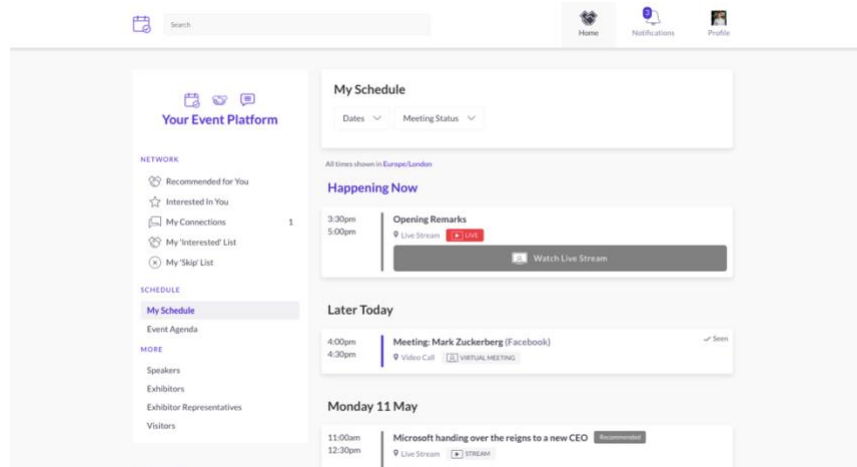 Search
Home
3
Notifications
Profile
Your Event Platform
NETWORK
Recommended for You
Interested In You
My Connections 1
My 'Interested' List
My 'Skip' List
SCHEDULE
My Schedule
Event Agenda
MORE
Speakers
Exhibitors
Exhibitor Representatives
Visitors
My Schedule
Dates
Meeting Status
All times shown in Europe/London
Happening Now
3:30pm
5:00pm
Opening Remarks
Live Stream LIVE
Watch Live Stream
Later Today
4:00pm
4:30pm
Meeting: Mark Zuckerberg (Facebook)
Seen
Video Call VIRTUAL MEETING
Monday 11 May
11:00am
12:30pm
Microsoft handing over the reigns to a new CEO Recommended
Live Stream STREAM